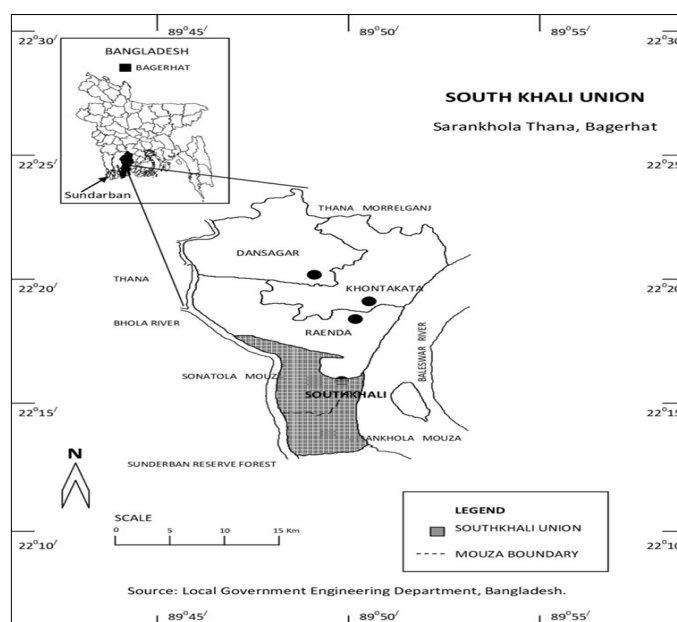 89°45/ 89°50/ 89°55/
22°30/ 22°30/
BANGLADESH
BAGERHAT
Sundarban
SOUTH KHALI UNION
Sarankhola Thana, Bagerhat
22°25/ 22°25/
THANA MORRELGANJ
DANSAGAR
THANA
KHONTAKATA
22°20/ 22°20/
BHOLA RIVER
RAENDA
BALESWAR RIVER
SONATOLA MOUZ
SOUTHKHALI
22°15/ 22°15/
ANKHOLA MOUZA
SUNDERBAN RESERVE FOREST
N
SCALE
0 5 10 15 Km
LEGEND
SOUTHKHALI UNION
MOUZA BOUNDARY
22°10/ 22°10/
Source: Local Government Engineering Department, Bangladesh.
89°45/ 89°50/ 89°55/